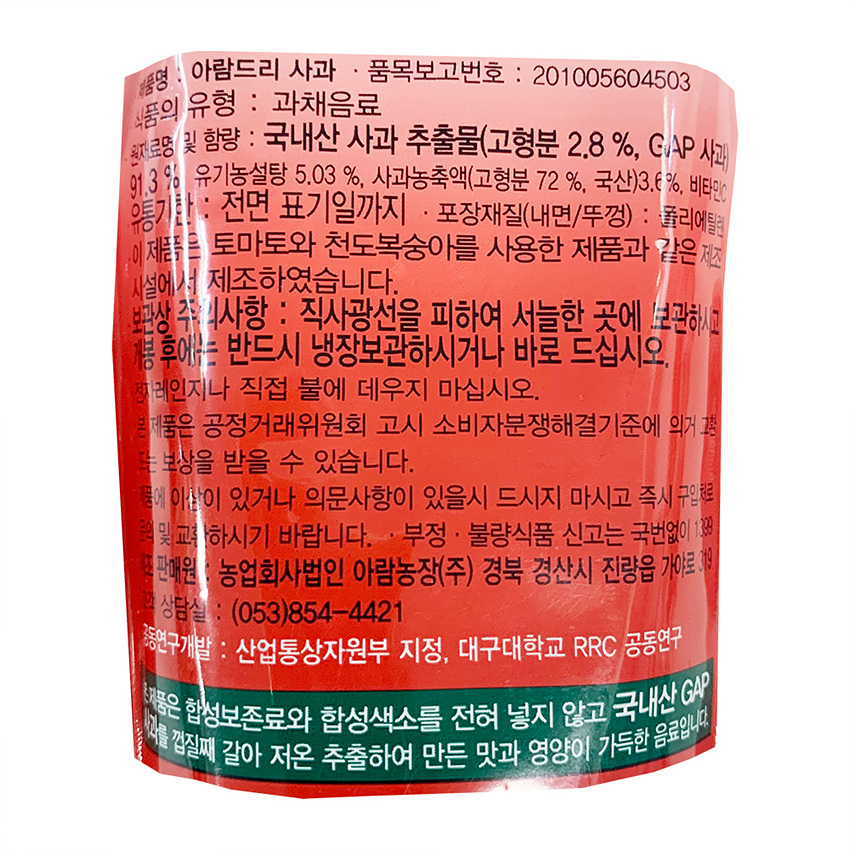 제품명 : 아람드리 사과 · 품목보고번호 : 201005604503
식품의 유형 : 과채음료
원재료명 및 함량 : 국내산 사과 추출물(고형분 2.8 %, GAP 사과)
91.3 %, 유기농설탕 5.03 %, 사과농축액(고형분 72 %, 국산)3.6%, 비타민C
유통기한 : 전면 표기일까지 · 포장재질(내면/뚜껑) : 폴리에틸렌
이 제품은 토마토와 천도복숭아를 사용한 제품과 같은 제조
시설에서 제조하였습니다.
보관상 주의사항 : 직사광선을 피하여 서늘한 곳에 보관하시고
개봉 후에는 반드시 냉장보관하시거나 바로 드십시오.
전자레인지나 직접 불에 데우지 마십시오.
본 제품은 공정거래위원회 고시 소비자분쟁해결기준에 의거 교환
또는 보상을 받을 수 있습니다.
제품에 이상이 있거나 의문사항이 있을시 드시지 마시고 즉시 구입처로
문의 및 교환하시기 바랍니다. · 부정·불량식품 신고는 국번없이 1399
제조 판매원 : 농업회사법인 아람농장(주) 경북 경산시 진량읍 가야로 319
고객 상담실 : (053)854-4421
공동연구개발 : 산업통상자원부 지정, 대구대학교 RRC 공동연구
본 제품은 합성보존료와 합성색소를 전혀 넣지 않고 국내산 GAP
사과를 껍질째 갈아 저온 추출하여 만든 맛과 영양이 가득한 음료입니다.